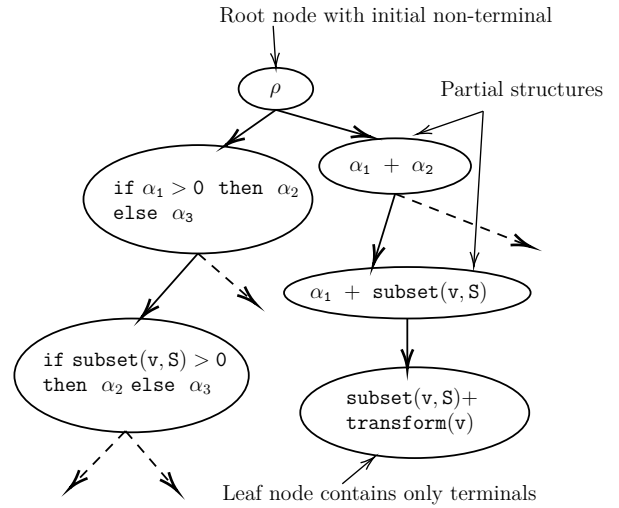 Root node with initial non-terminal
ρ
Partial structures
α₁ + α₂
if α₁ > 0 then α₂
else α₃
α₁ + subset(v, S)
if subset(v, S) > 0
then α₂ else α₃
subset(v, S)+
transform(v)
Leaf node contains only terminals